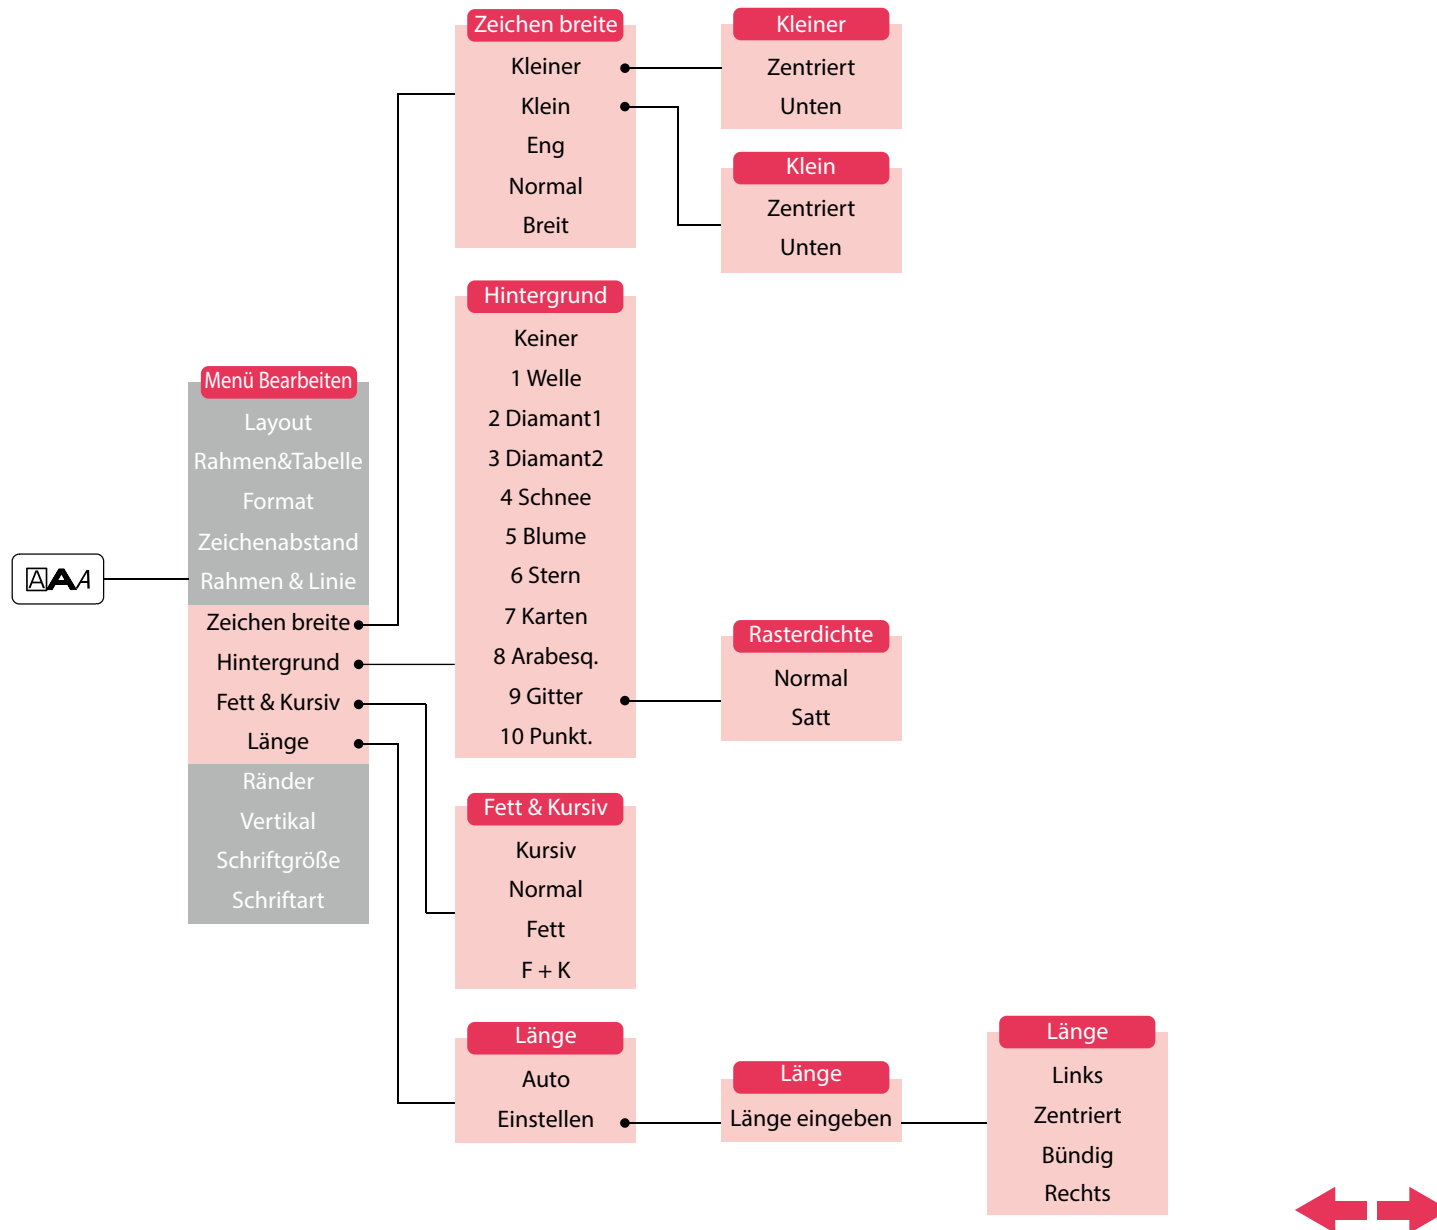 AAA
Menü Bearbeiten
Layout
Rahmen&Tabelle
Format
Zeichenabstand
Rahmen & Linie
Zeichen breite
Hintergrund
Fett & Kursiv
Länge
Ränder
Vertikal
Schriftgröße
Schriftart
Zeichen breite
Kleiner
Klein
Eng
Normal
Breit
Kleiner
Zentriert
Unten
Klein
Zentriert
Unten
Hintergrund
Keiner
1 Welle
2 Diamant1
3 Diamant2
4 Schnee
5 Blume
6 Stern
7 Karten
8 Arabesq.
9 Gitter
10 Punkt.
Rasterdichte
Normal
Satt
Fett & Kursiv
Kursiv
Normal
Fett
F + K
Länge
Auto
Einstellen
Länge
Länge eingeben
Länge
Links
Zentriert
Bündig
Rechts